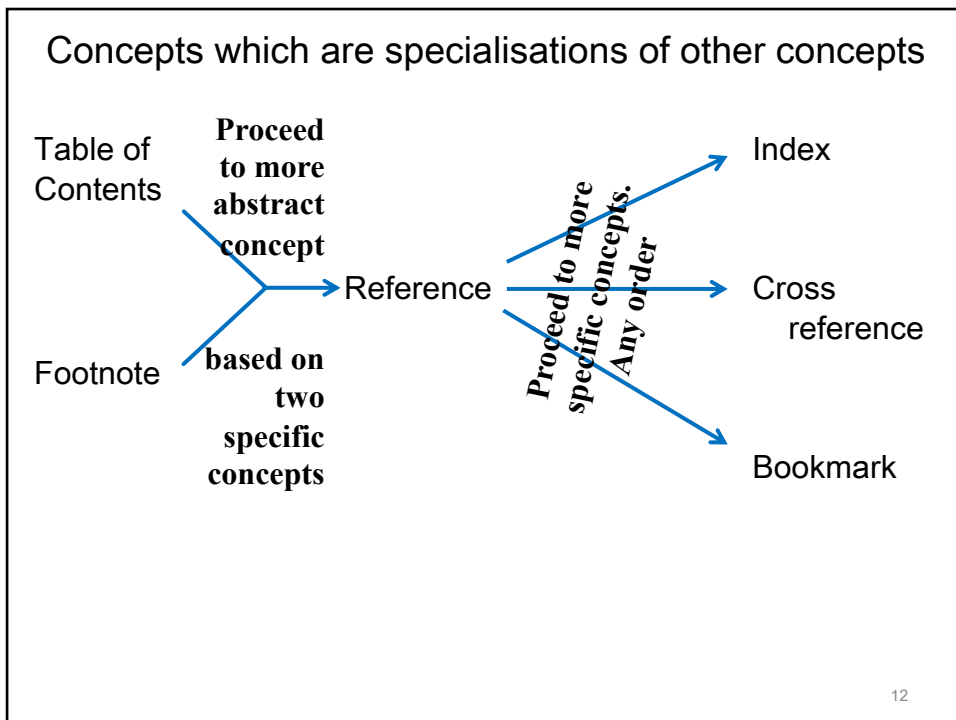 Concepts which are specialisations of other concepts
Table of
Contents
Proceed
to more
abstract
concept
Footnote
based on
two
specific
concepts
Reference
Proceed to more
specific concepts.
Any order
Index
Cross
reference
Bookmark
12